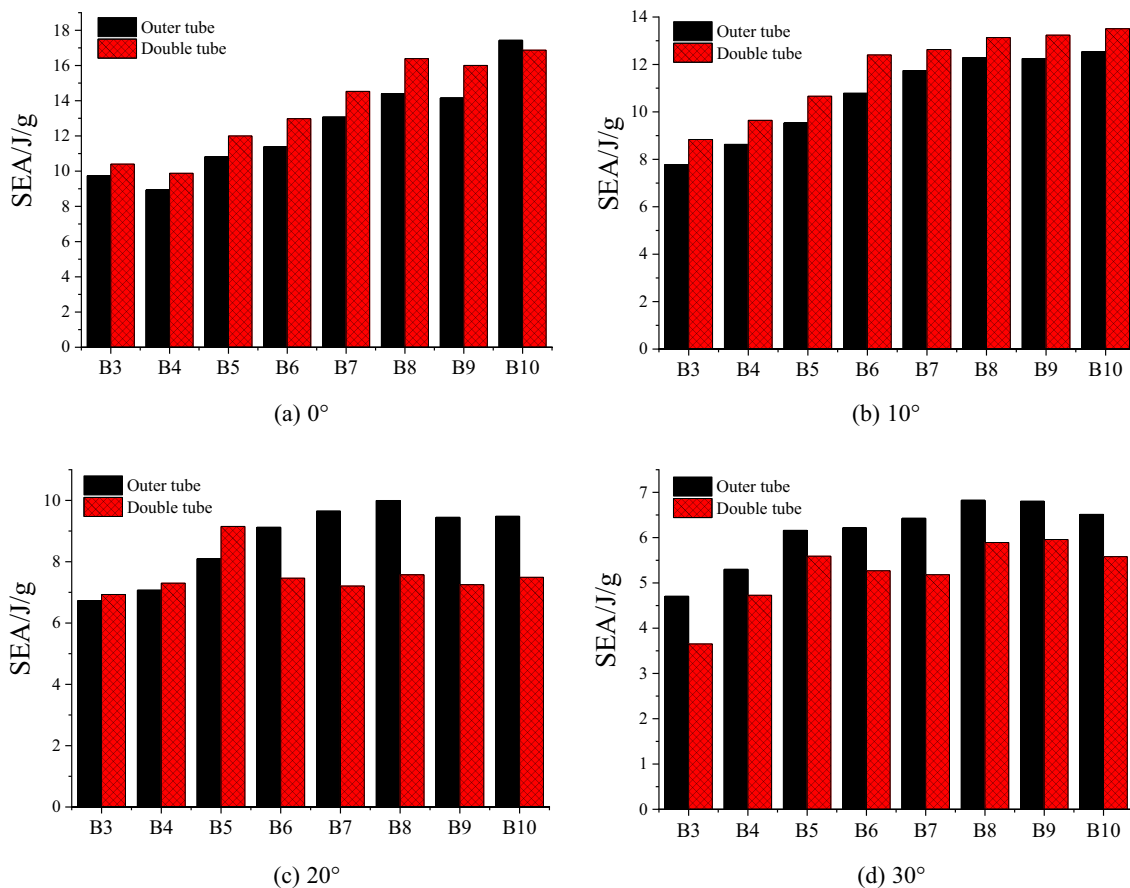 Outer tube
Double tube
SEA/J/g
18
16
14
12
10
8
6
4
2
0
B3 B4 B5 B6 B7 B8 B9 B10
(a) 0°
Outer tube
Double tube
SEA/J/g
14
12
10
8
6
4
2
0
B3 B4 B5 B6 B7 B8 B9 B10
(b) 10°
Outer tube
Double tube
SEA/J/g
10
8
6
4
2
0
B3 B4 B5 B6 B7 B8 B9 B10
(c) 20°
Outer tube
Double tube
SEA/J/g
7
6
5
4
3
2
1
0
B3 B4 B5 B6 B7 B8 B9 B10
(d) 30°